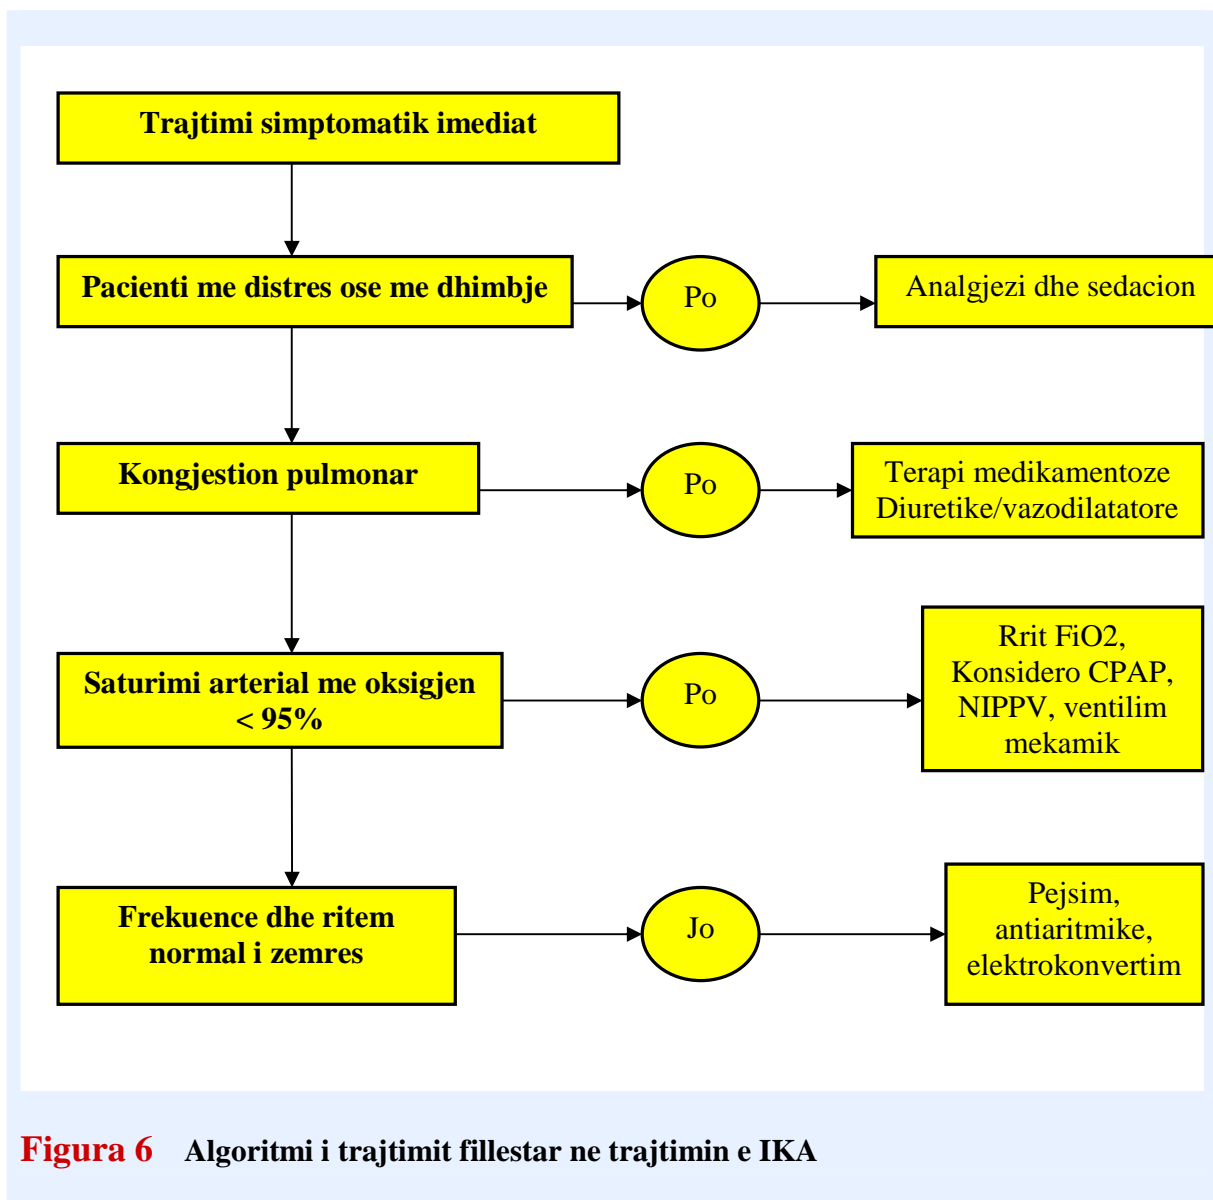 Trajtimi simptomatik imediat
Pacienti me distres ose me dhimbje
Po
Analgjezi dhe sedacion
Kongjestion pulmonar
Po
Terapi medikamentoze
Diuretike/vazodilatatore
Saturimi arterial me oksigjen
< 95%
Po
Rrit FiO2,
Konsidero CPAP,
NIPPV, ventilim
mekamik
Frekuence dhe ritem
normal i zemres
Jo
Pejsim,
antiaritmike,
elektrokonvertim
Figura 6 Algoritmi i trajtimit fillestar ne trajtimin e IKA